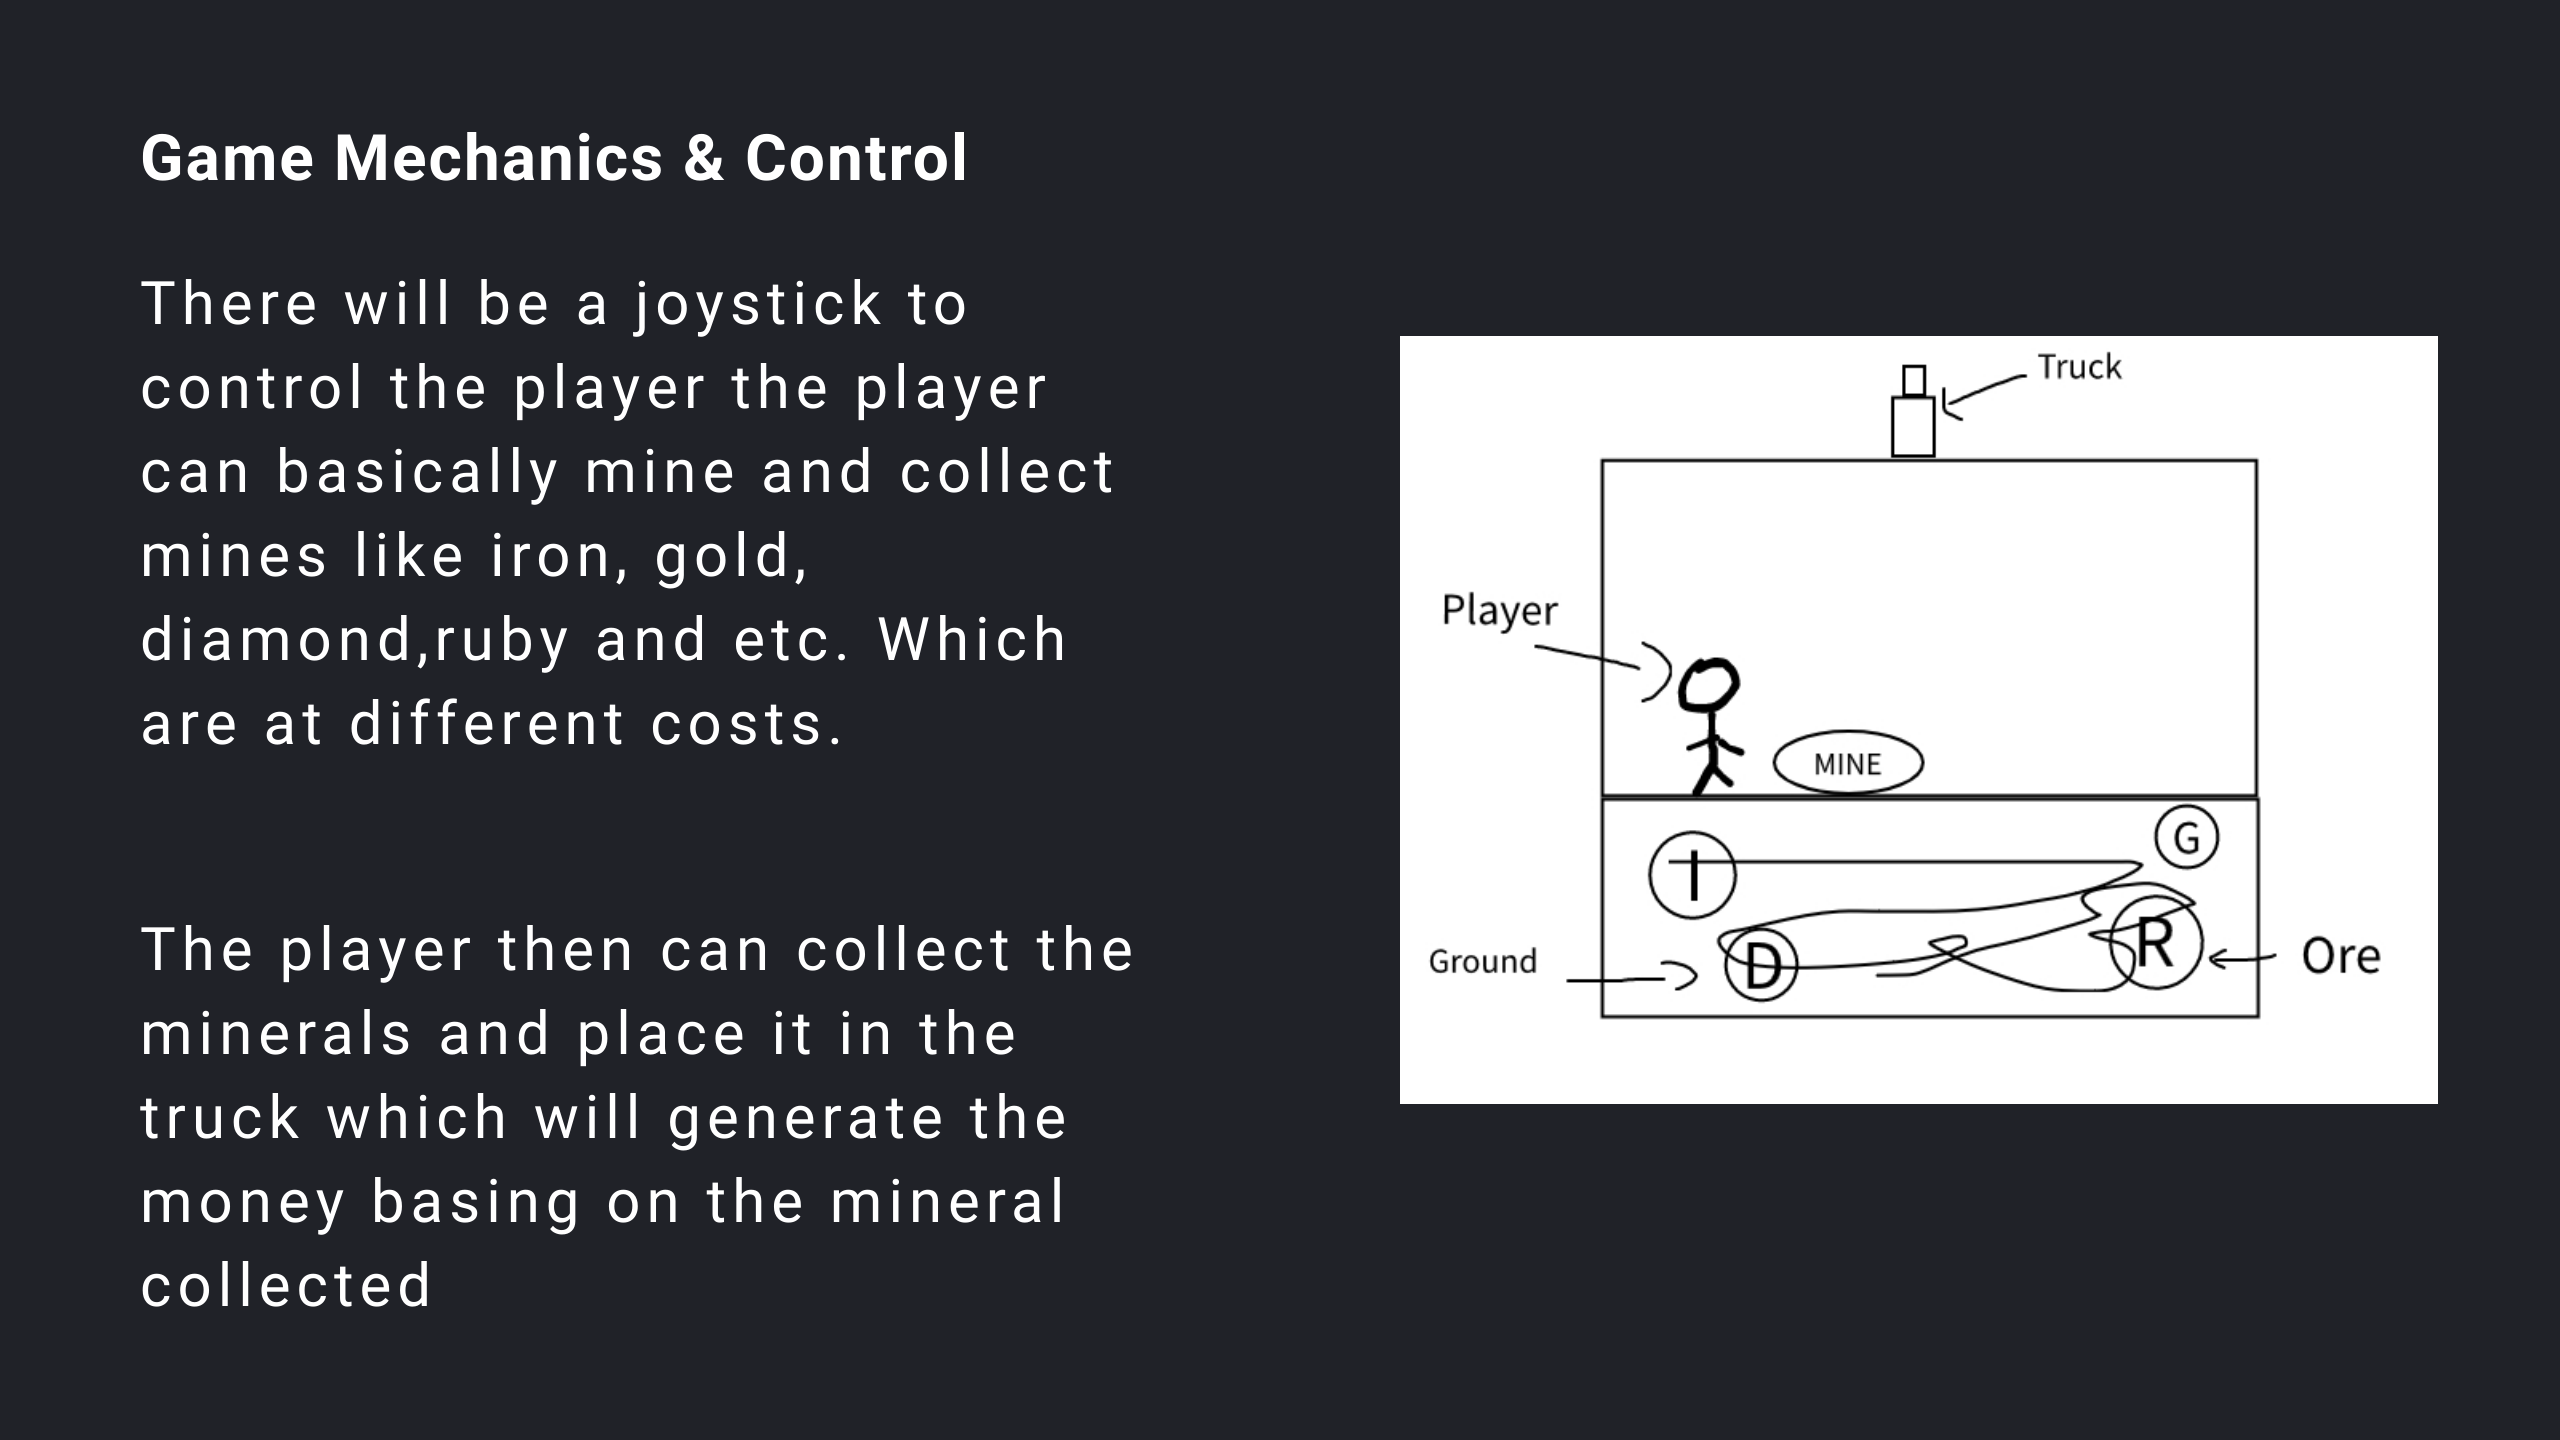 Game Mechanics & Control
There will be a joystick to
control the player the player
can basically mine and collect
mines like iron, gold,
diamond,ruby and etc. Which
are at different costs.
The player then can collect the
minerals and place it in the
truck which will generate the
money basing on the mineral
collected
Truck
Player
MINE
G
I
R
D
Ground
Ore